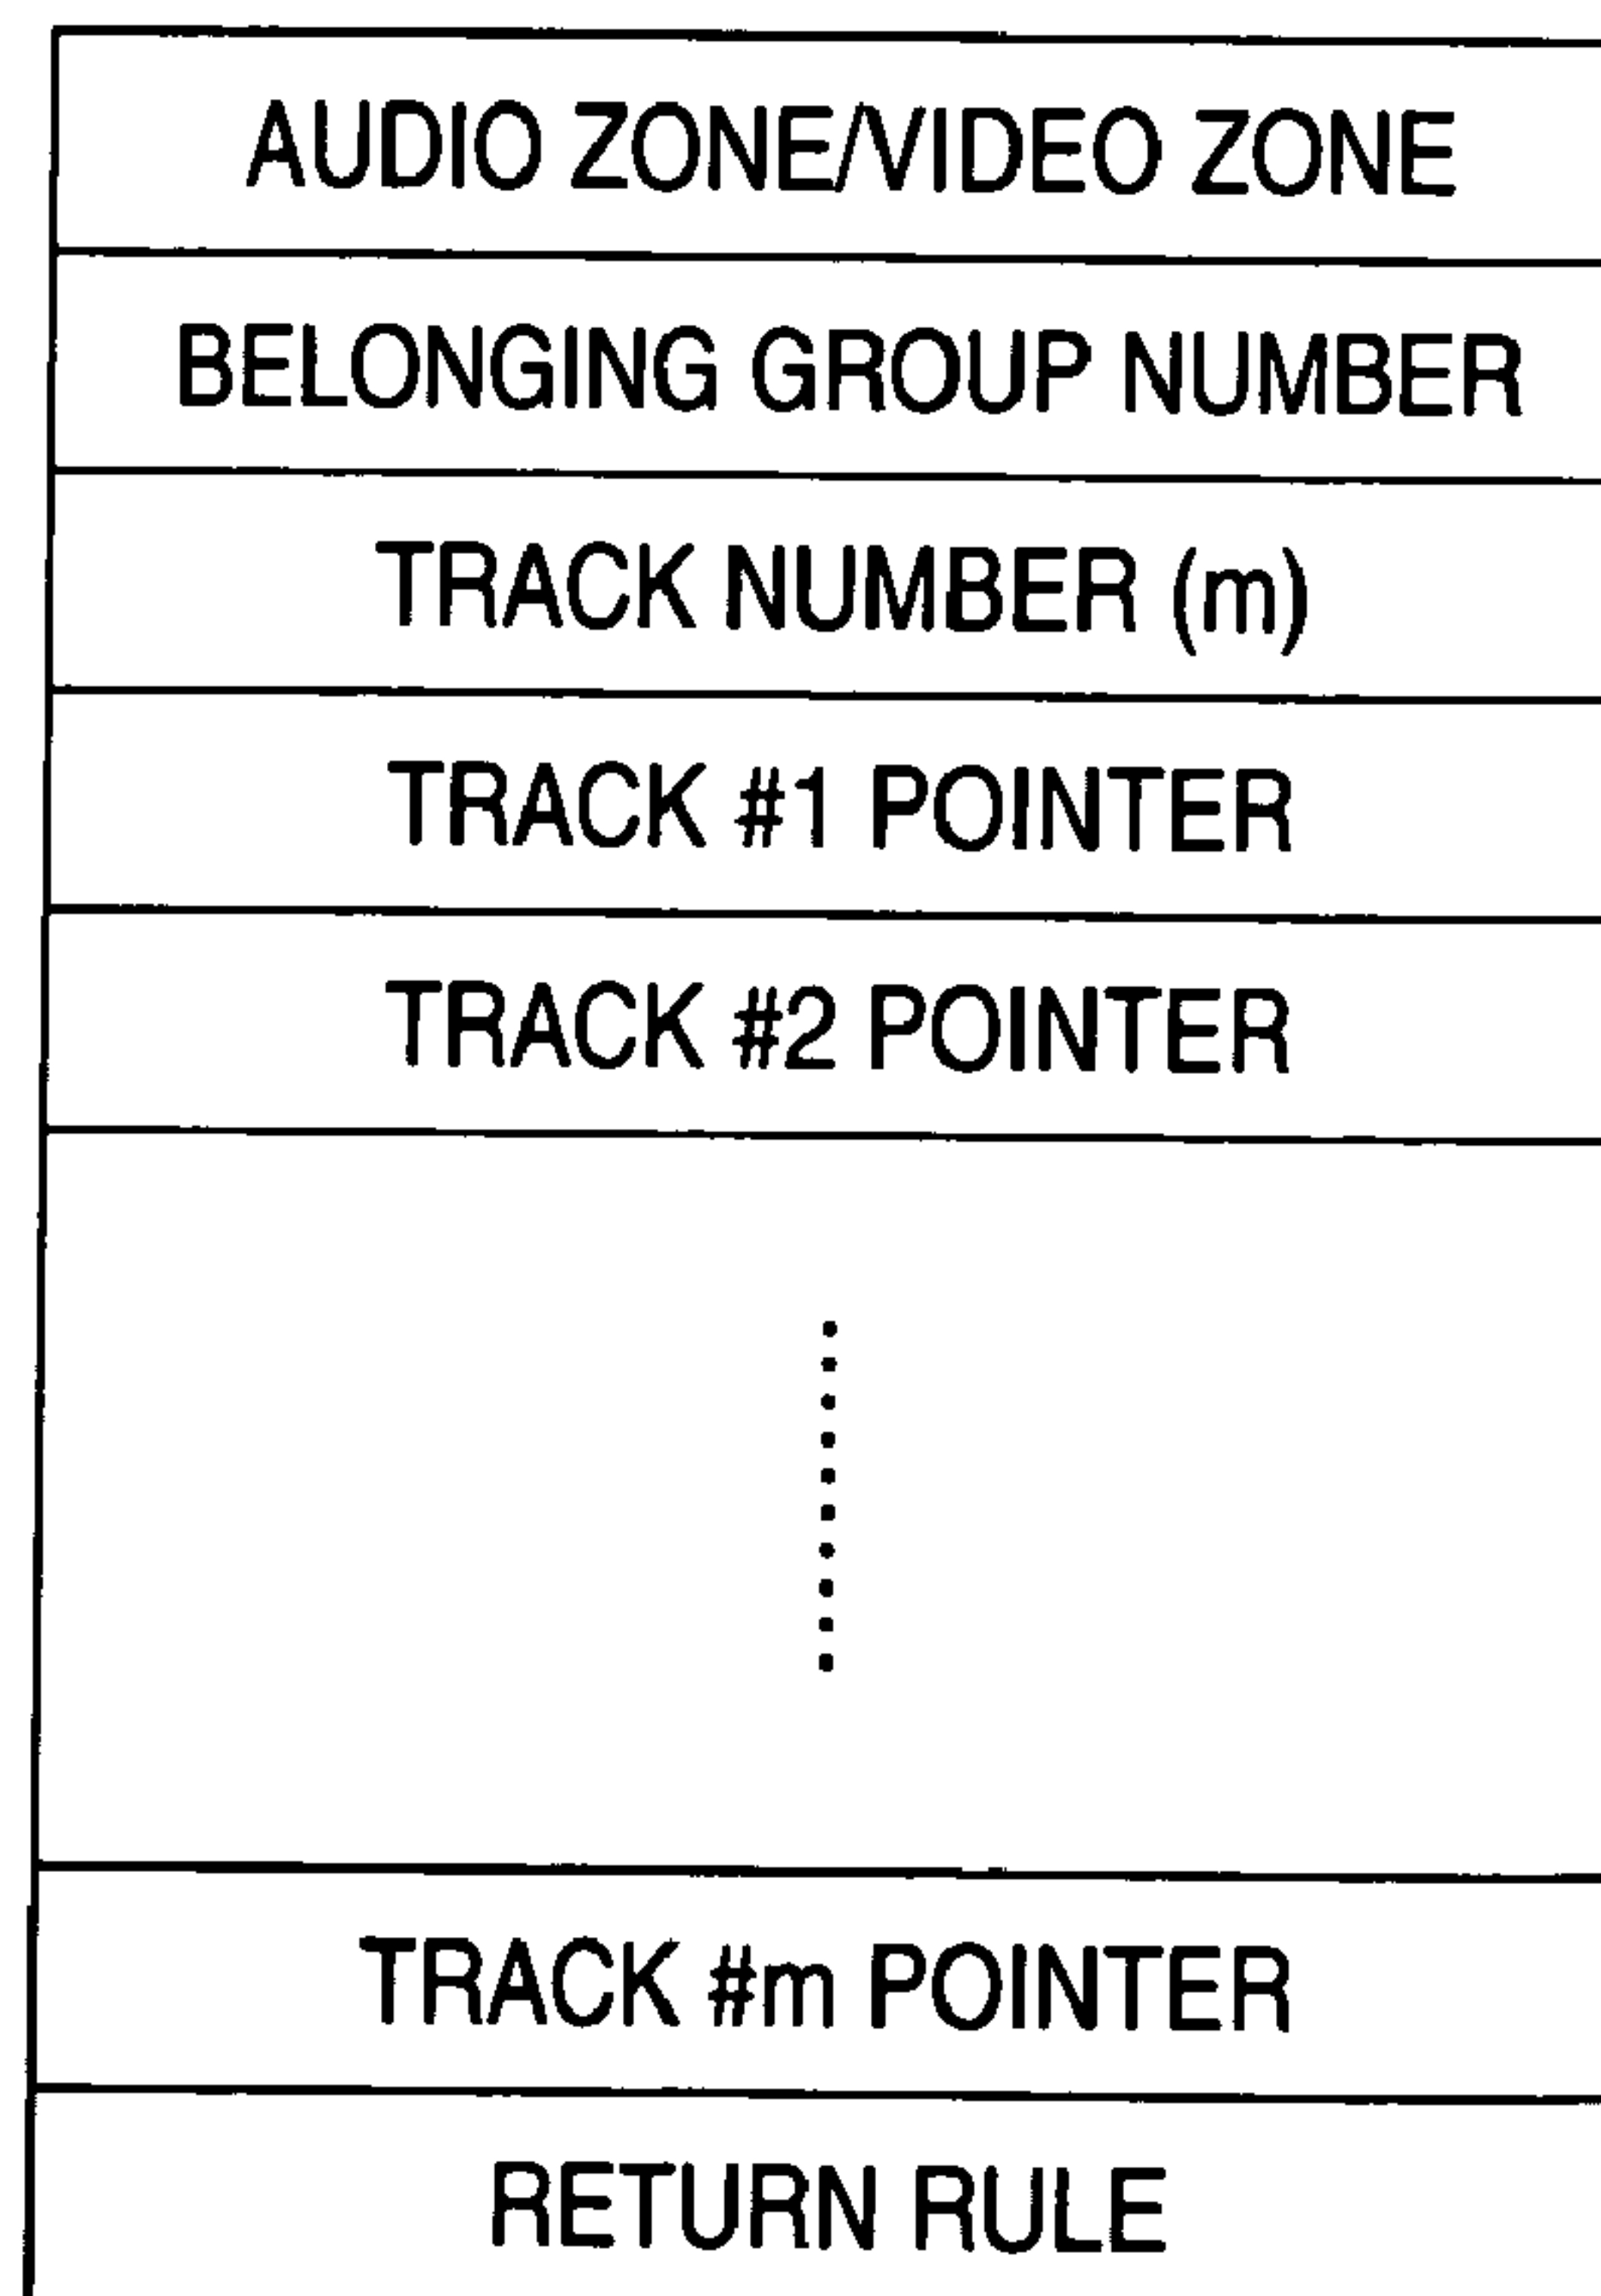 AUDIO ZONE/VIDEO ZONE
BELONGING GROUP NUMBER
TRACK NUMBER (m)
TRACK #1 POINTER
TRACK #2 POINTER
TRACK #m POINTER
RETURN RULE